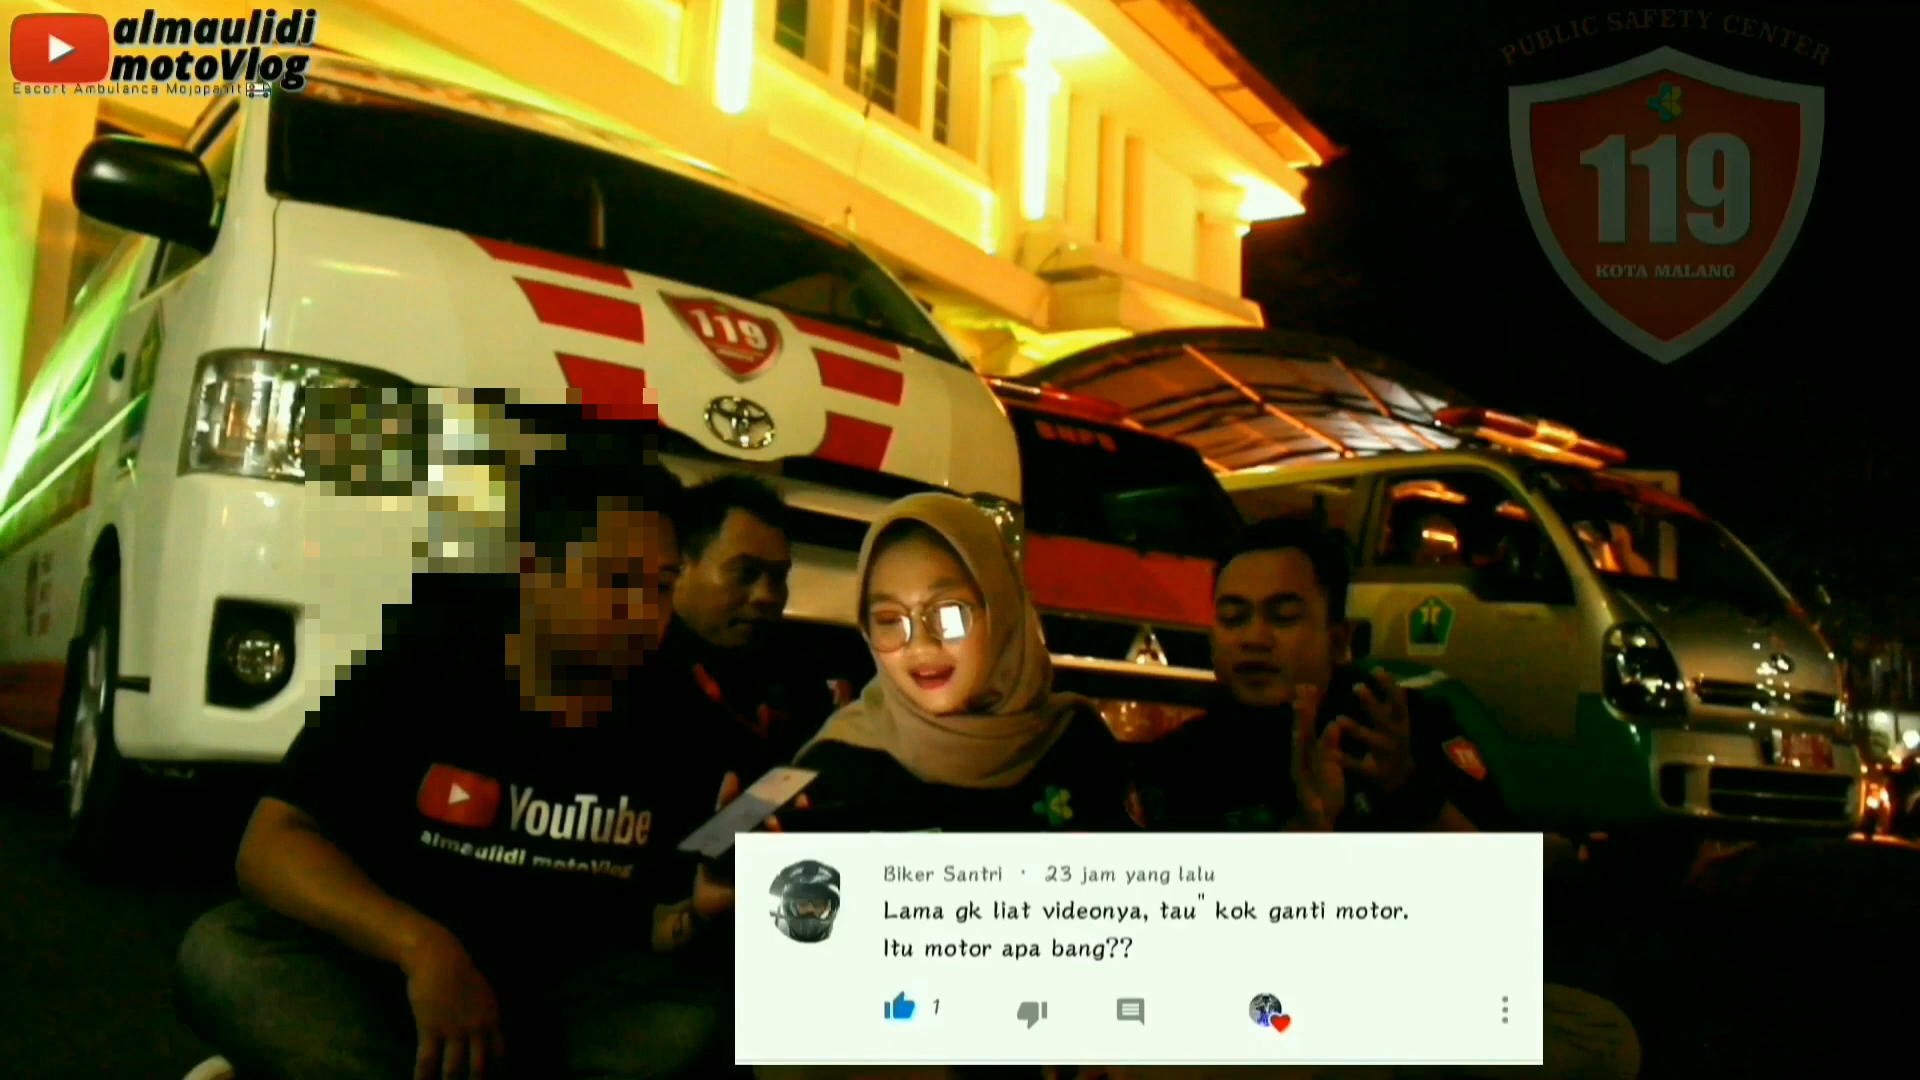 almaulidi
motoVlog
Escort Ambulance Mojopahit
PUBLIC SAFETY CENTER
119
KOTA MALANG
119
BNPB
YouTube
almaulidi motoVlog
Biker Santri · 23 jam yang lalu
Lama gk liat videonya, tau" kok ganti motor.
Itu motor apa bang??
1